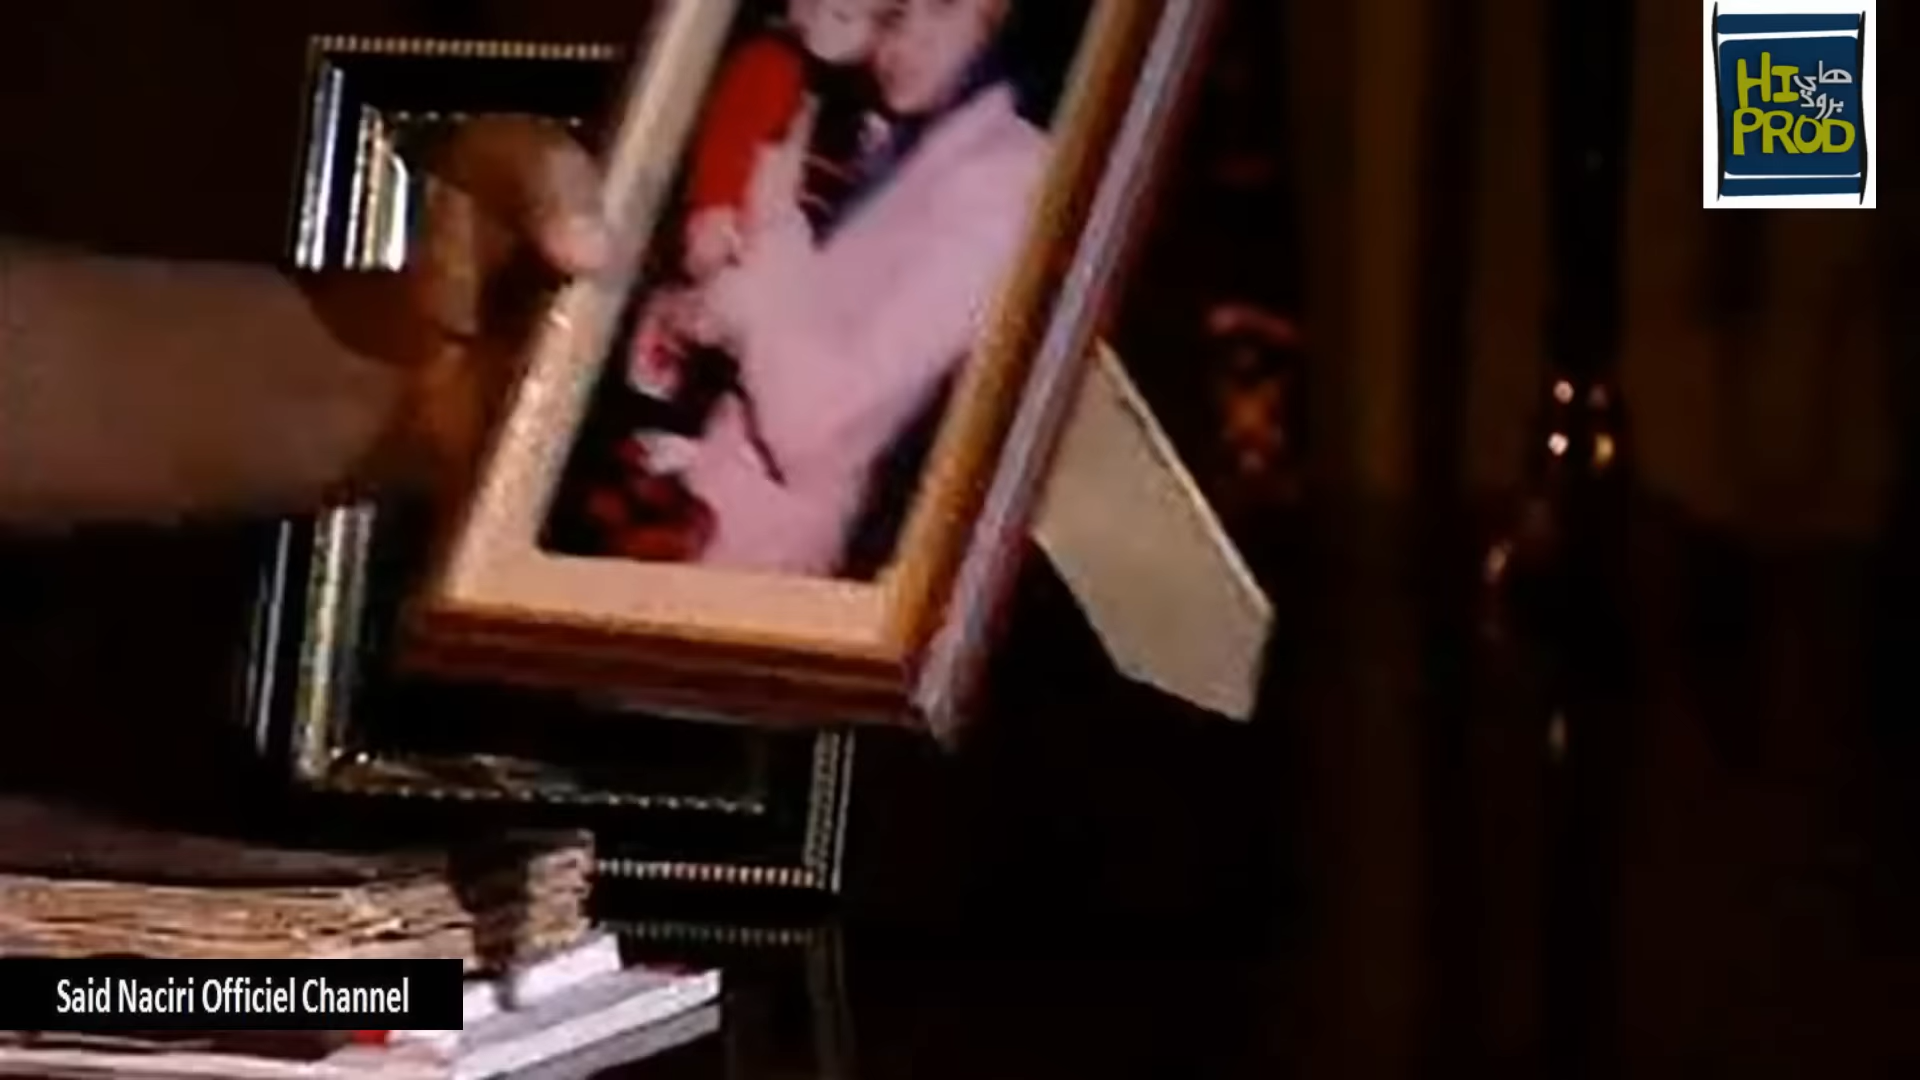 HI هاي
PROD برود
Said Naciri Officiel Channel